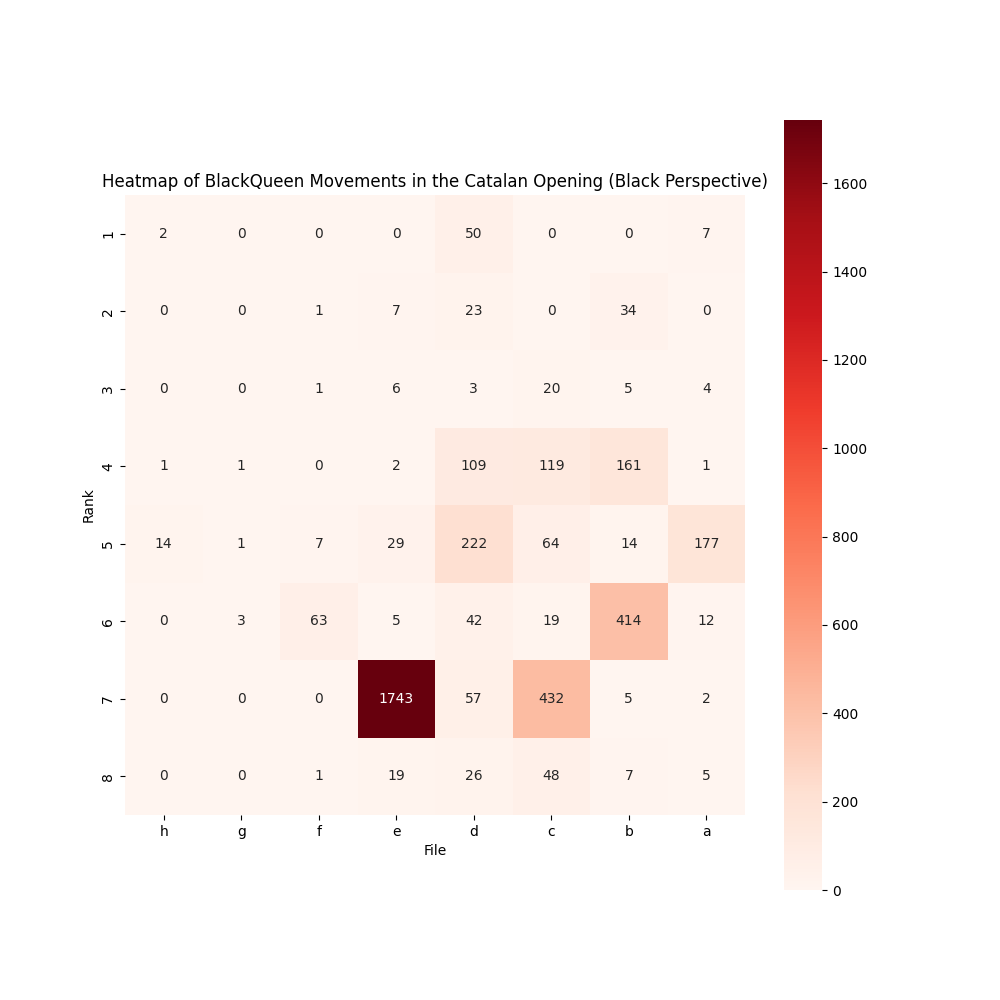 Heatmap of BlackQueen Movements in the Catalan Opening (Black Perspective)
1 2 0 0 0 50 0 0 7
2 0 0 1 7 23 0 34 0
3 0 0 1 6 3 20 5 4
4 1 1 0 2 109 119 161 1
5 14 1 7 29 222 64 14 177
6 0 3 63 5 42 19 414 12
7 0 0 0 1743 57 432 5 2
8 0 0 1 19 26 48 7 5
h g f e d c b a
File
Rank
1600
1400
1200
1000
800
600
400
200
0